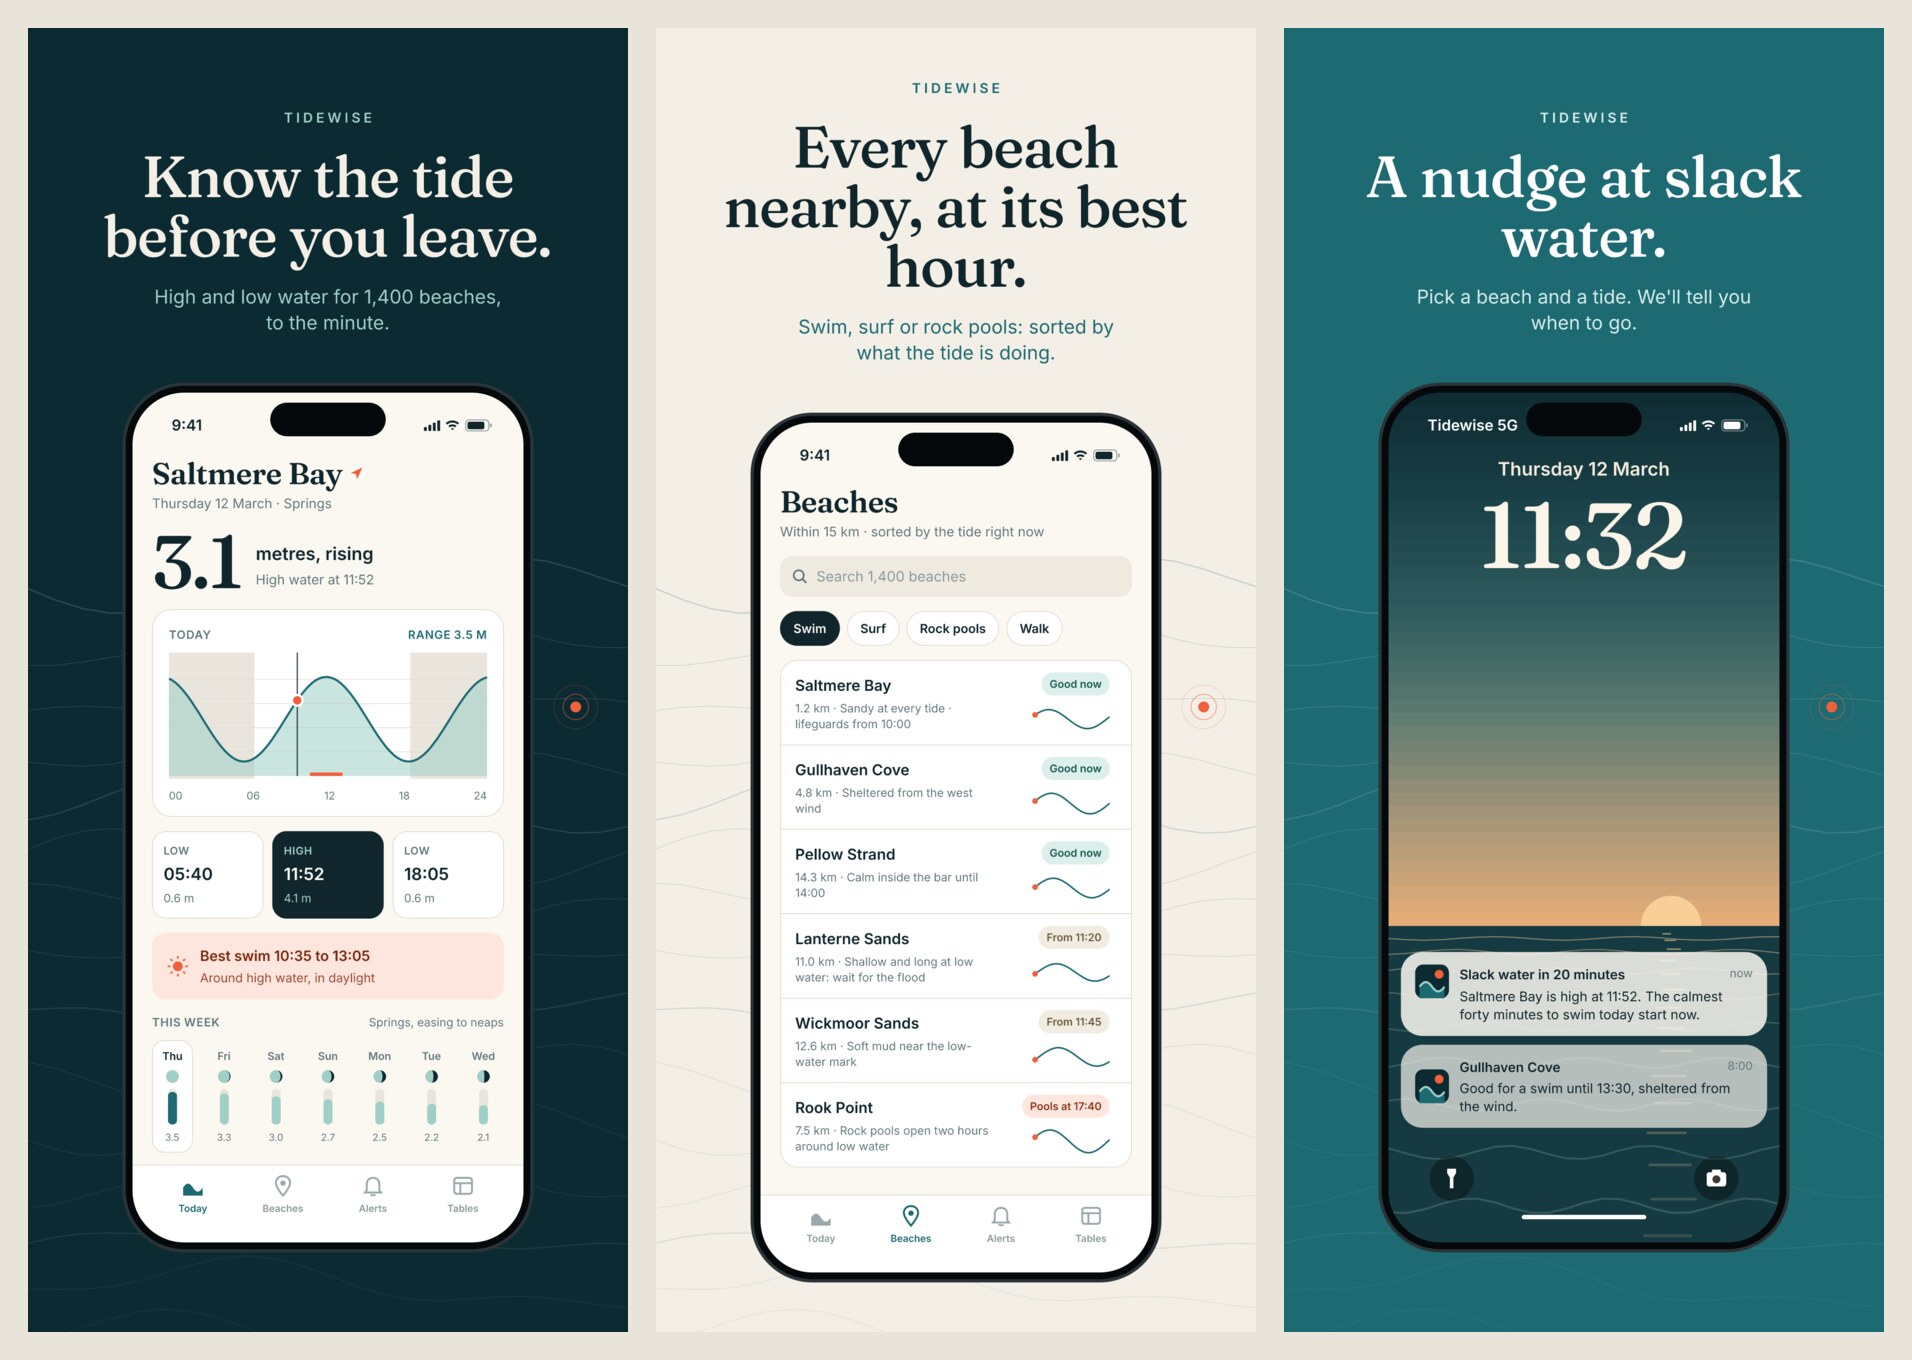 TIDEWISE
Know the tide
before you leave.
High and low water for 1,400 beaches,
to the minute.
9:41
Saltmere Bay
Thursday 12 March · Springs
3.1
metres, rising
High water at 11:52
TODAY
RANGE 3.5 M
00 06 12 18 24
LOW
05:40
0.6 m
HIGH
11:52
4.1 m
LOW
18:05
0.6 m
Best swim 10:35 to 13:05
Around high water, in daylight
THIS WEEK
Springs, easing to neaps
Thu Fri Sat Sun Mon Tue Wed
3.5 3.3 3.0 2.7 2.5 2.2 2.1
Today Beaches Alerts Tables
TIDEWISE
Every beach
nearby, at its best
hour.
Swim, surf or rock pools: sorted by
what the tide is doing.
9:41
Beaches
Within 15 km · sorted by the tide right now
Search 1,400 beaches
Swim Surf Rock pools Walk
Saltmere Bay
Good now
1.2 km · Sandy at every tide ·
lifeguards from 10:00
Gullhaven Cove
Good now
4.8 km · Sheltered from the west
wind
Pellow Strand
Good now
14.3 km · Calm inside the bar until
14:00
Lanterne Sands
From 11:20
11.0 km · Shallow and long at low
water: wait for the flood
Wickmoor Sands
From 11:45
12.6 km · Soft mud near the low-
water mark
Rook Point
Pools at 17:40
7.5 km · Rock pools open two hours
around low water
Today Beaches Alerts Tables
TIDEWISE
A nudge at slack
water.
Pick a beach and a tide. We'll tell you
when to go.
Tidewise 5G
Thursday 12 March
11:32
Slack water in 20 minutes
now
Saltmere Bay is high at 11:52. The calmest
forty minutes to swim today start now.
Gullhaven Cove
8:00
Good for a swim until 13:30, sheltered from
the wind.